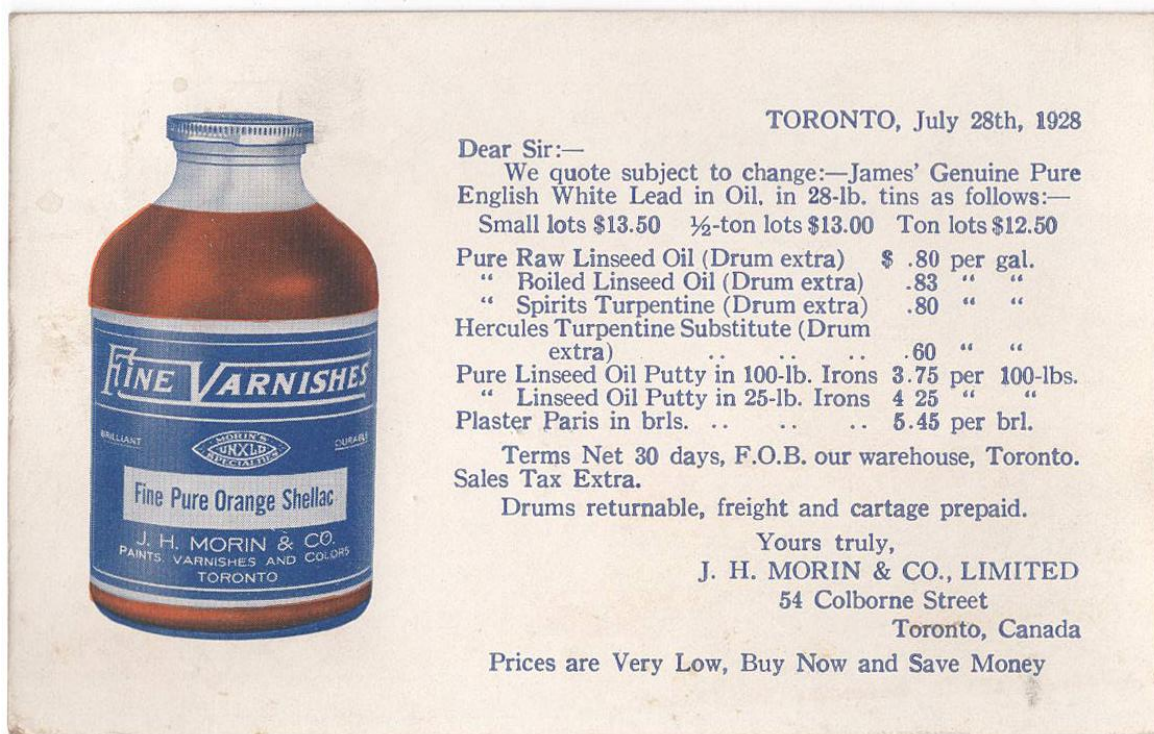 FINE VARNISHES
BRILLIANT
DURABLE
MORIN'S
UNXLD
SPECIALTIES
Fine Pure Orange Shellac
J. H. MORIN & CO.
PAINTS, VARNISHES AND COLORS
TORONTO
TORONTO, July 28th, 1928
Dear Sir:—
We quote subject to change:—James' Genuine Pure
English White Lead in Oil, in 28-lb. tins as follows:—
Small lots $13.50 ½-ton lots $13.00 Ton lots $12.50
Pure Raw Linseed Oil (Drum extra) $ .80 per gal.
" Boiled Linseed Oil (Drum extra) .83 " "
" Spirits Turpentine (Drum extra) .80 " "
Hercules Turpentine Substitute (Drum
extra) .. .. .. .60 " "
Pure Linseed Oil Putty in 100-lb. Irons 3.75 per 100-lbs.
" Linseed Oil Putty in 25-lb. Irons 4 25 " "
Plaster Paris in brls. .. .. .. 5.45 per brl.
Terms Net 30 days, F.O.B. our warehouse, Toronto.
Sales Tax Extra.
Drums returnable, freight and cartage prepaid.
Yours truly,
J. H. MORIN & CO., LIMITED
54 Colborne Street
Toronto, Canada
Prices are Very Low, Buy Now and Save Money